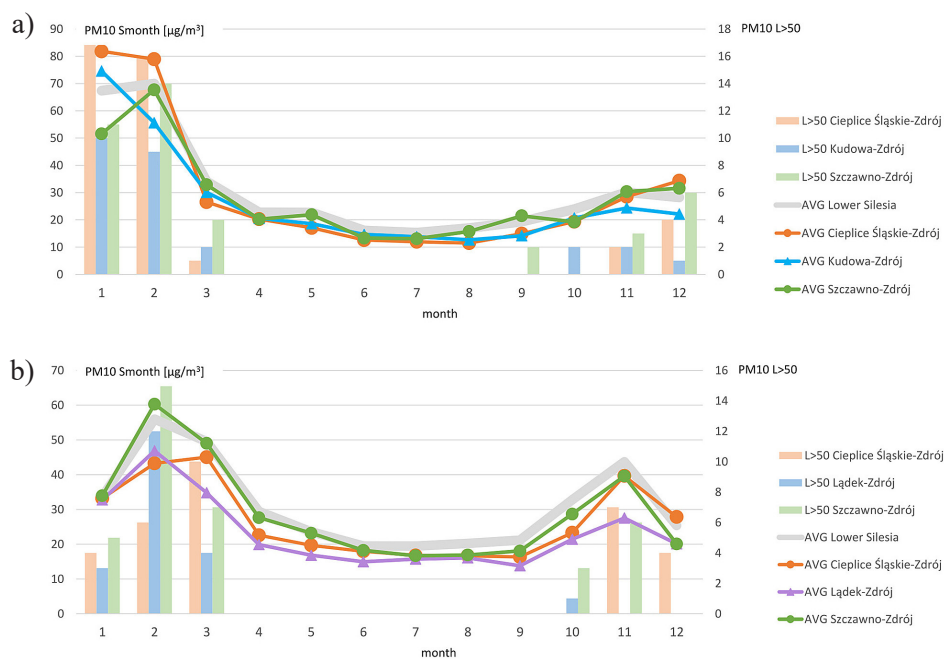 a)
PM10 Smonth [µg/m³]
PM10 L>50
90
80
70
60
50
40
30
20
10
0
18
16
14
12
10
8
6
4
2
0
1 2 3 4 5 6 7 8 9 10 11 12
month
L>50 Cieplice Śląskie-Zdrój
L>50 Kudowa-Zdrój
L>50 Szczawno-Zdrój
AVG Lower Silesia
AVG Cieplice Śląskie-Zdrój
AVG Kudowa-Zdrój
AVG Szczawno-Zdrój
b)
PM10 Smonth [µg/m³]
PM10 L>50
70
60
50
40
30
20
10
0
16
14
12
10
8
6
4
2
0
1 2 3 4 5 6 7 8 9 10 11 12
month
L>50 Cieplice Śląskie-Zdrój
L>50 Lądek-Zdrój
L>50 Szczawno-Zdrój
AVG Lower Silesia
AVG Cieplice Śląskie-Zdrój
AVG Lądek-Zdrój
AVG Szczawno-Zdrój